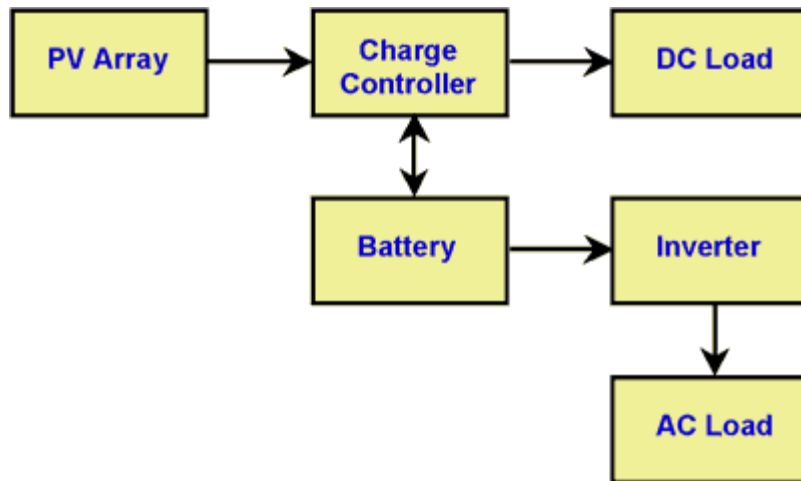 PV Array
Charge
Controller
DC Load
Battery
Inverter
AC Load